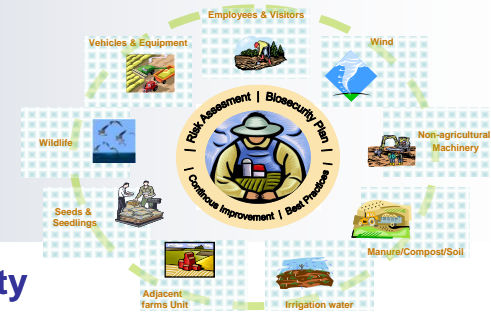 Employees & Visitors
Vehicles & Equipment
Wind
Risk Assesment | Biosecurity Plan |
| Continous Improvement | Best Practices |
Wildlife
Non-agricultural
Machinery
Seeds &
Seedlings
Manure/Compost/Soil
Adjacent
farms Unit
Irrigation water
ty